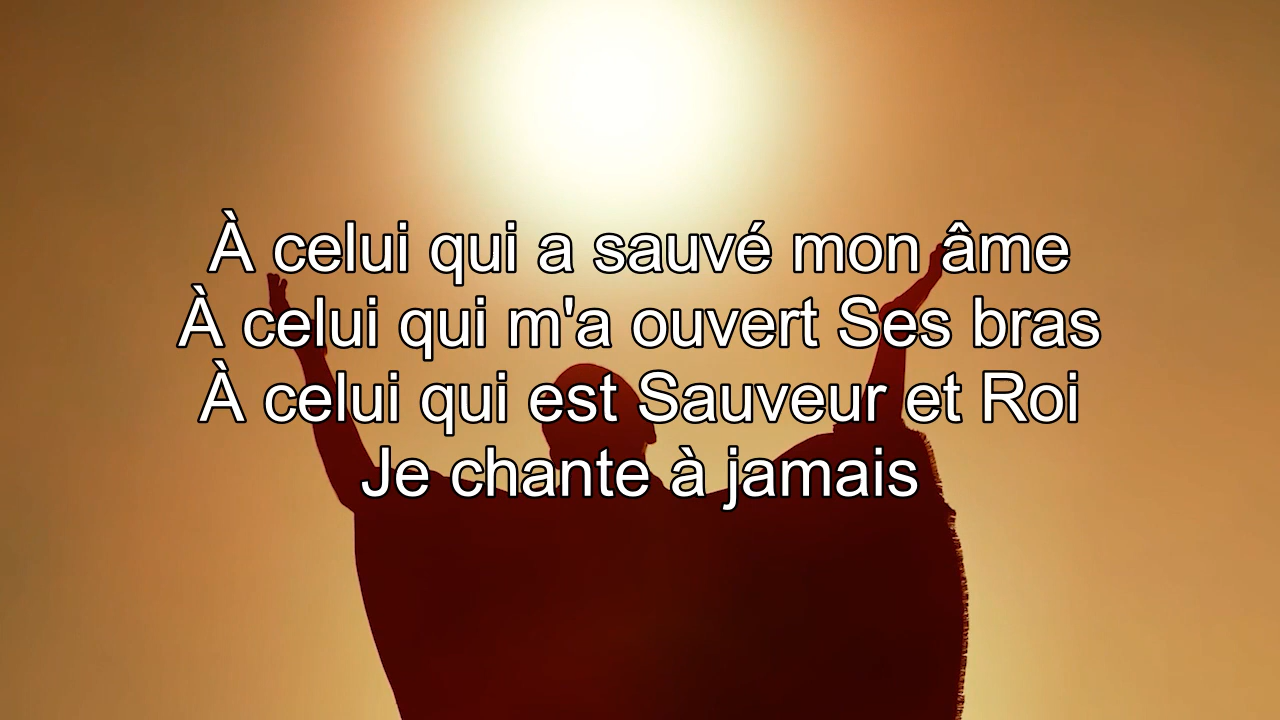 À celui qui a sauvé mon âme
À celui qui m'a ouvert Ses bras
À celui qui est Sauveur et Roi
Je chante à jamais